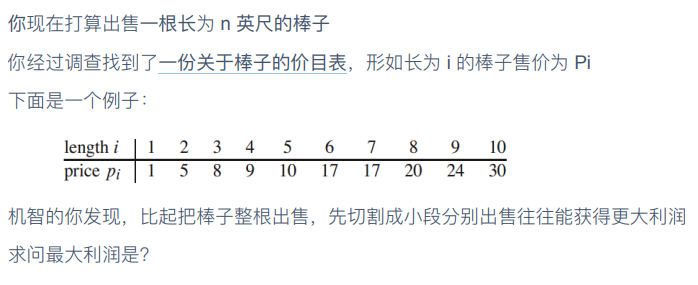 你现在打算出售一根长为 n 英尺的棒子
你经过调查找到了一份关于棒子的价目表，形如长为 i 的棒子售价为 Pi
下面是一个例子：
length i 1 2 3 4 5 6 7 8 9 10
price pi 1 5 8 9 10 17 17 20 24 30
机智的你发现，比起把棒子整根出售，先切割成小段分别出售往往能获得更大利润
求问最大利润是？